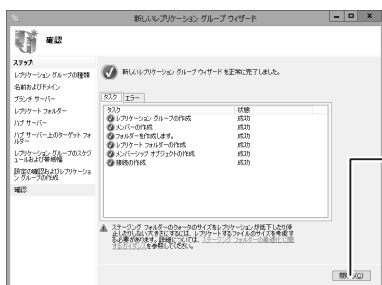 新しいレプリケーション グループ ウィザード
確認
ステップ:
レプリケーション グループの種類
名前およびドメイン
ブランチ サーバー
レプリケート フォルダー
ハブ サーバー
ハブ サーバー上のターゲット フォ
ルダー
レプリケーション グループのスケジ
ュールおよび帯域幅
設定の確認およびレプリケーショ
ン グループの作成
確認
新しいレプリケーション グループ ウィザード を正常に完了しました。
タスク エラー
タスク 状態
レプリケーション グループの作成 成功
メンバーの作成 成功
フォルダーを作成します。 成功
レプリケート フォルダーの作成 成功
メンバーシップ オブジェクトの作成 成功
接続の作成 成功
ステージング フォルダーのクォータのサイズをレプリケーションが低下したり停
止したりしない大きさにするには、レプリケートするファイルのサイズを考慮す
る必要があります。詳細については、ステージング フォルダーの最適化に関
するガイダンスを参照してください。